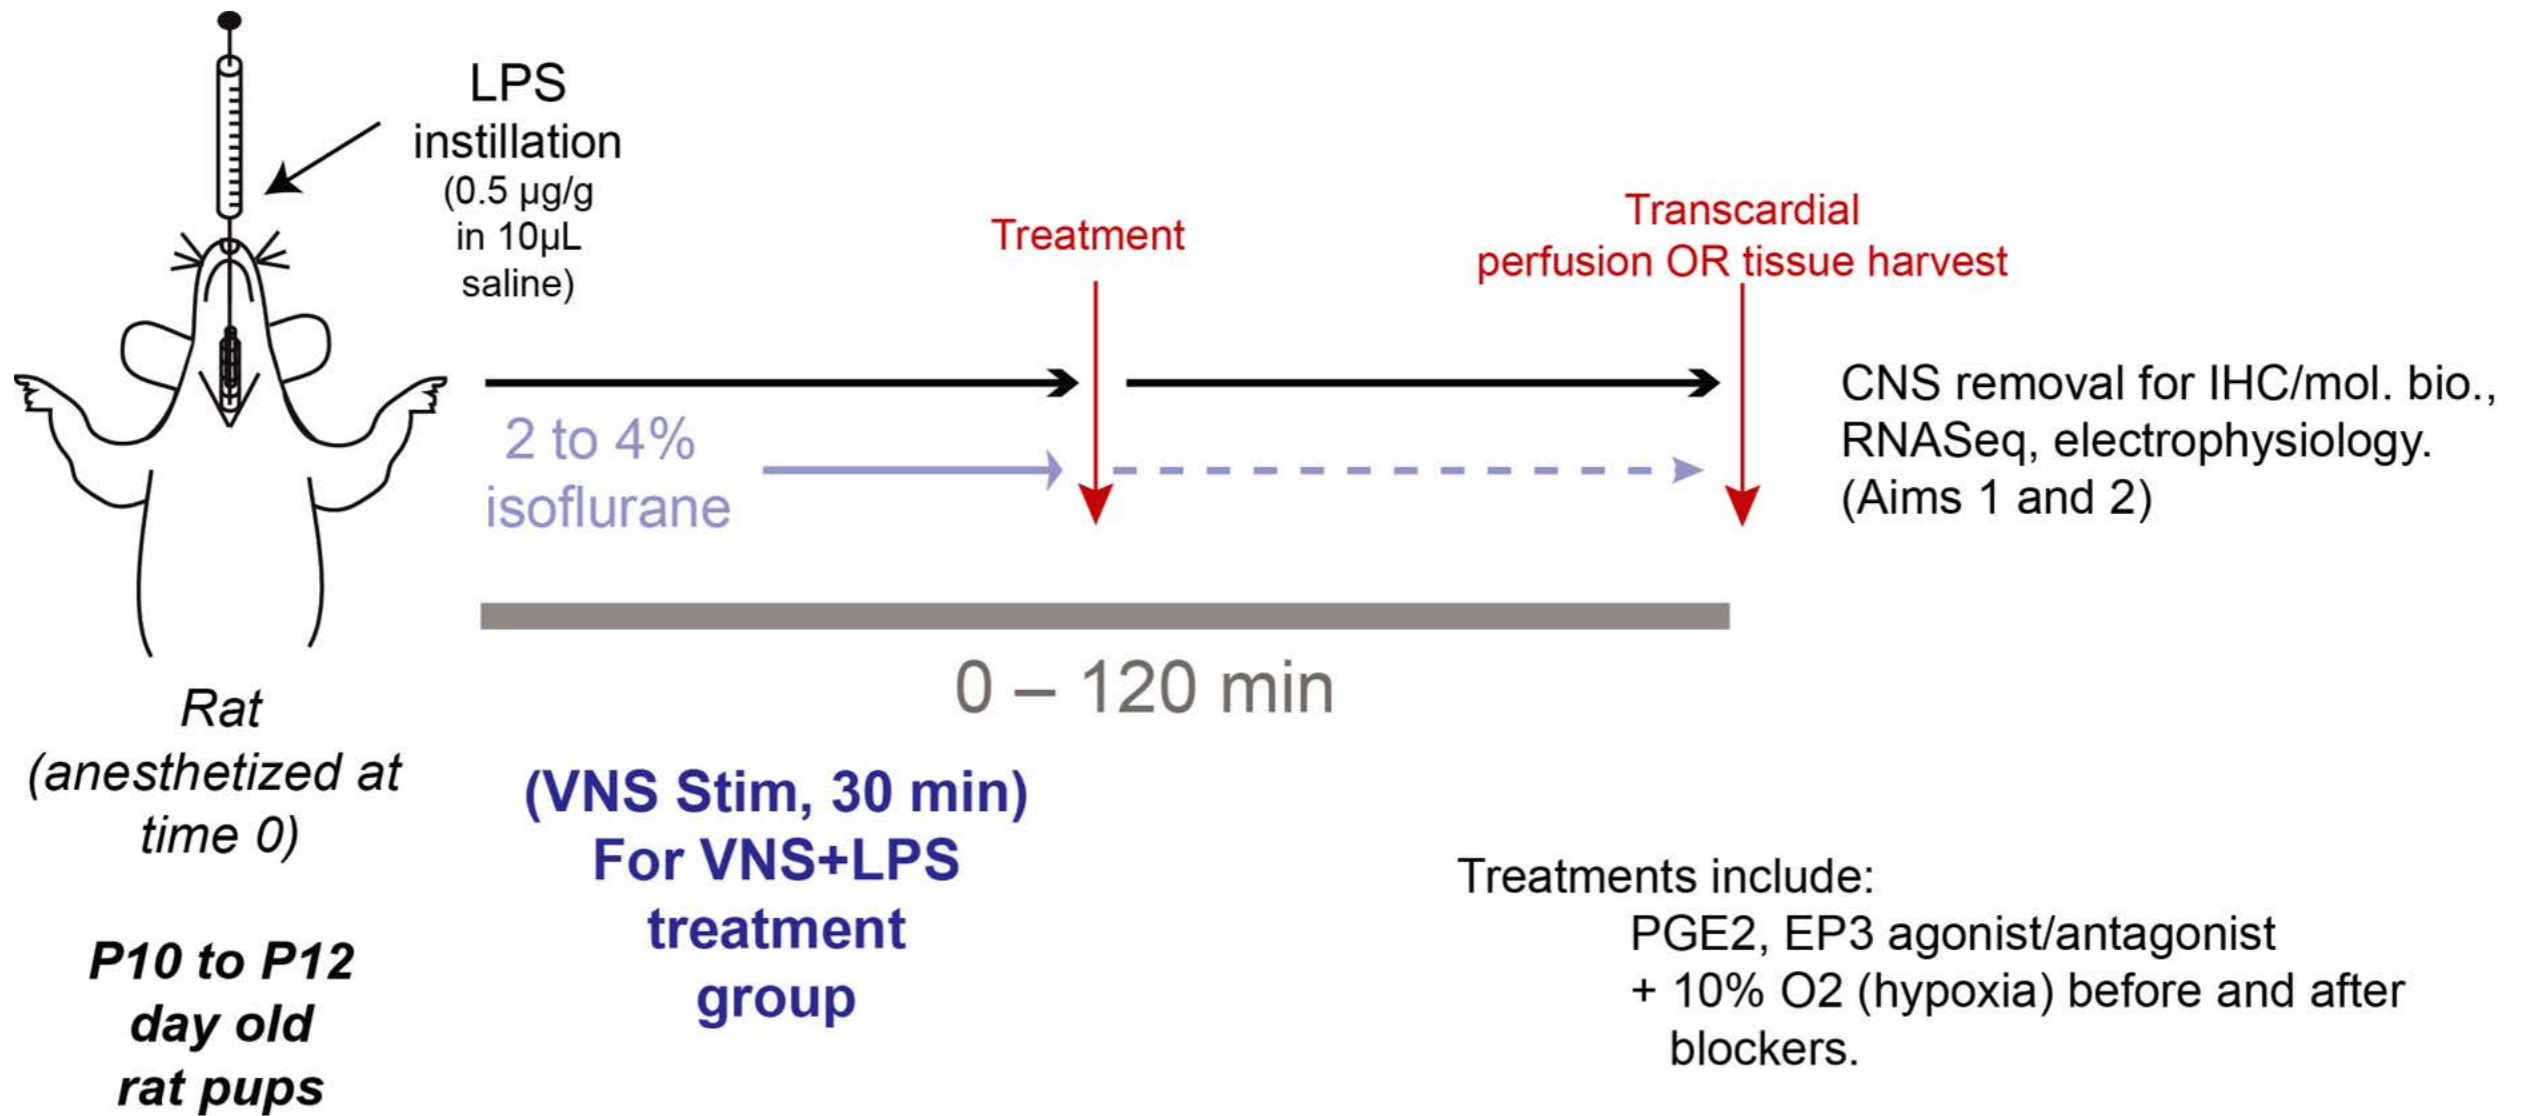 LPS
instillation
(0.5 µg/g
in 10µL
saline)
Treatment
Transcardial
perfusion OR tissue harvest
2 to 4%
isoflurane
CNS removal for IHC/mol. bio.,
RNASeq, electrophysiology.
(Aims 1 and 2)
0 – 120 min
Rat
(anesthetized at
time 0)
P10 to P12
day old
rat pups
(VNS Stim, 30 min)
For VNS+LPS
treatment
group
Treatments include:
PGE2, EP3 agonist/antagonist
+ 10% O2 (hypoxia) before and after
blockers.